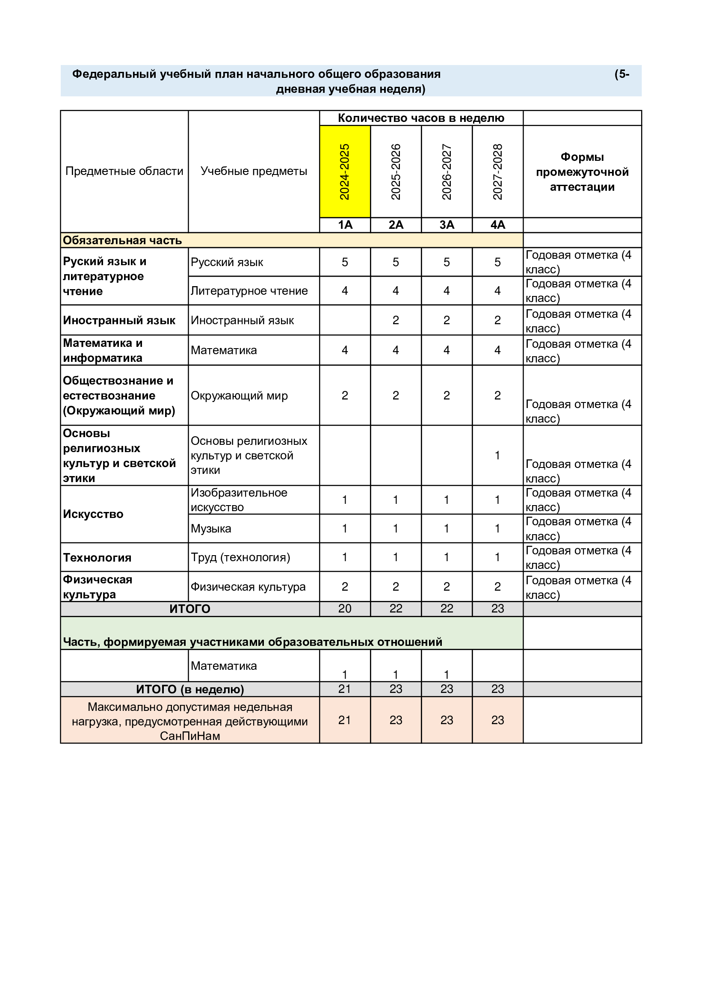 Федеральный учебный план начального общего образования (5-
дневная учебная неделя)
Количество часов в неделю
Предметные области
Учебные предметы
2024-2025
2025-2026
2026-2027
2027-2028
Формы
промежуточной
аттестации
1А 2А 3А 4А
Обязательная часть
Руский язык и
литературное
чтение
Русский язык 5 5 5 5
Годовая отметка (4
класс)
Литературное чтение 4 4 4 4
Годовая отметка (4
класс)
Иностранный язык
Иностранный язык 2 2 2
Годовая отметка (4
класс)
Математика и
информатика
Математика 4 4 4 4
Годовая отметка (4
класс)
Обществознание и
естествознание
(Окружающий мир)
Окружающий мир 2 2 2 2
Годовая отметка (4
класс)
Основы
религиозных
культур и светской
этики
Основы религиозных
культур и светской
этики
1
Годовая отметка (4
класс)
Искусство
Изобразительное
искусство
1 1 1 1
Годовая отметка (4
класс)
Музыка 1 1 1 1
Годовая отметка (4
класс)
Технология
Труд (технология) 1 1 1 1
Годовая отметка (4
класс)
Физическая
культура
Физическая культура 2 2 2 2
Годовая отметка (4
класс)
ИТОГО 20 22 22 23
Часть, формируемая участниками образовательных отношений
Математика 1 1 1
ИТОГО (в неделю) 21 23 23 23
Максимально допустимая недельная
нагрузка, предусмотренная действующими
СанПиНам
21 23 23 23